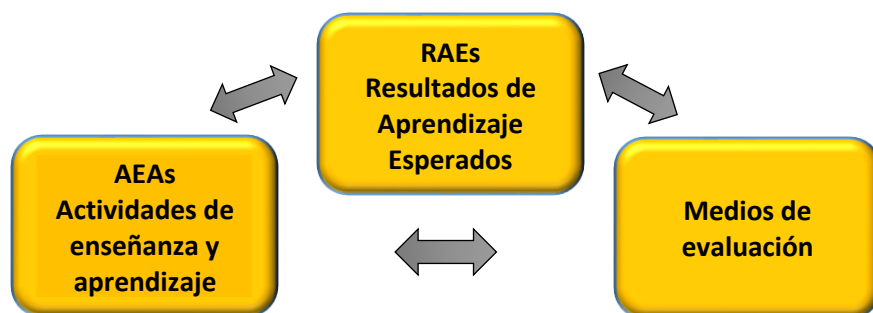 RAEs
Resultados de
Aprendizaje
Esperados
AEAs
Actividades de
enseñanza y
aprendizaje
Medios de
evaluación